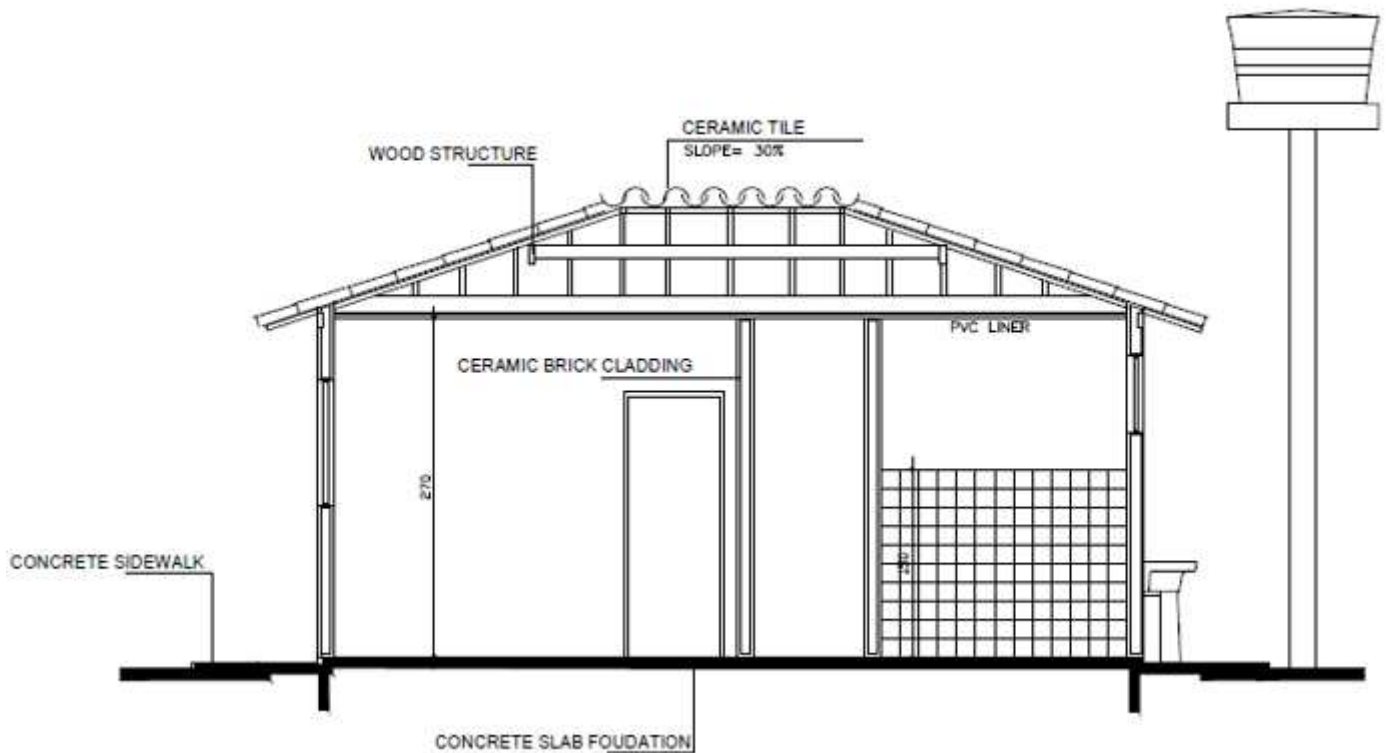 CERAMIC TILE
SLOPE= 30%
WOOD STRUCTURE
PVC LINER
CERAMIC BRICK CLADDING
270
150
CONCRETE SIDEWALK
CONCRETE SLAB FOUDATION